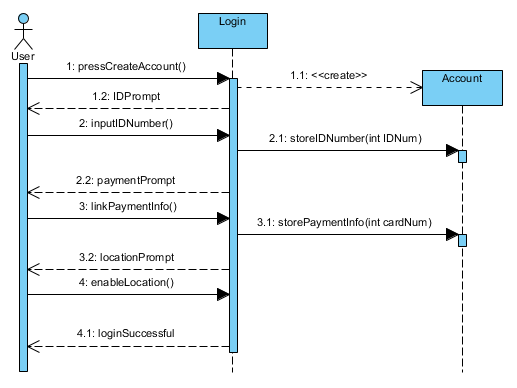 Login
User
1: pressCreateAccount()
1.1: <<create>>
Account
1.2: IDPrompt
2: inputIDNumber()
2.1: storeIDNumber(int IDNum)
2.2: paymentPrompt
3: linkPaymentInfo()
3.1: storePaymentInfo(int cardNum)
3.2: locationPrompt
4: enableLocation()
4.1: loginSuccessful